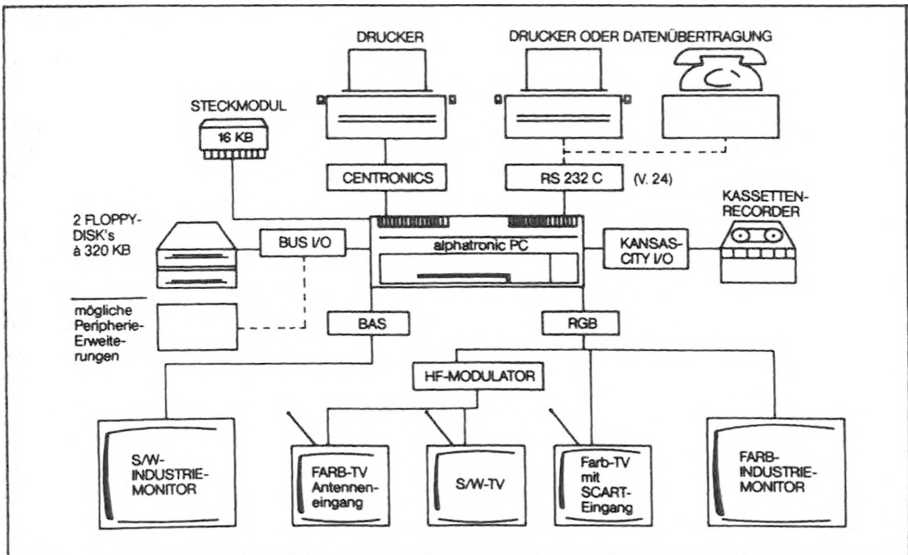 DRUCKER
DRUCKER ODER DATENÜBERTRAGUNG
STECKMODUL
16 KB
CENTRONICS
RS 232 C
(V. 24)
KASSETTEN-
RECORDER
2 FLOPPY-
DISK's
à 320 KB
BUS I/O
alphatronic PC
KANSAS-
CITY I/O
mögliche
Peripherie-
Erweite-
rungen
BAS
RGB
HF-MODULATOR
S/W-
INDUSTRIE-
MONITOR
FARB-TV
Antennen-
eingang
S/W-TV
Farb-TV
mit
SCART-
Eingang
FARB-
INDUSTRIE-
MONITOR